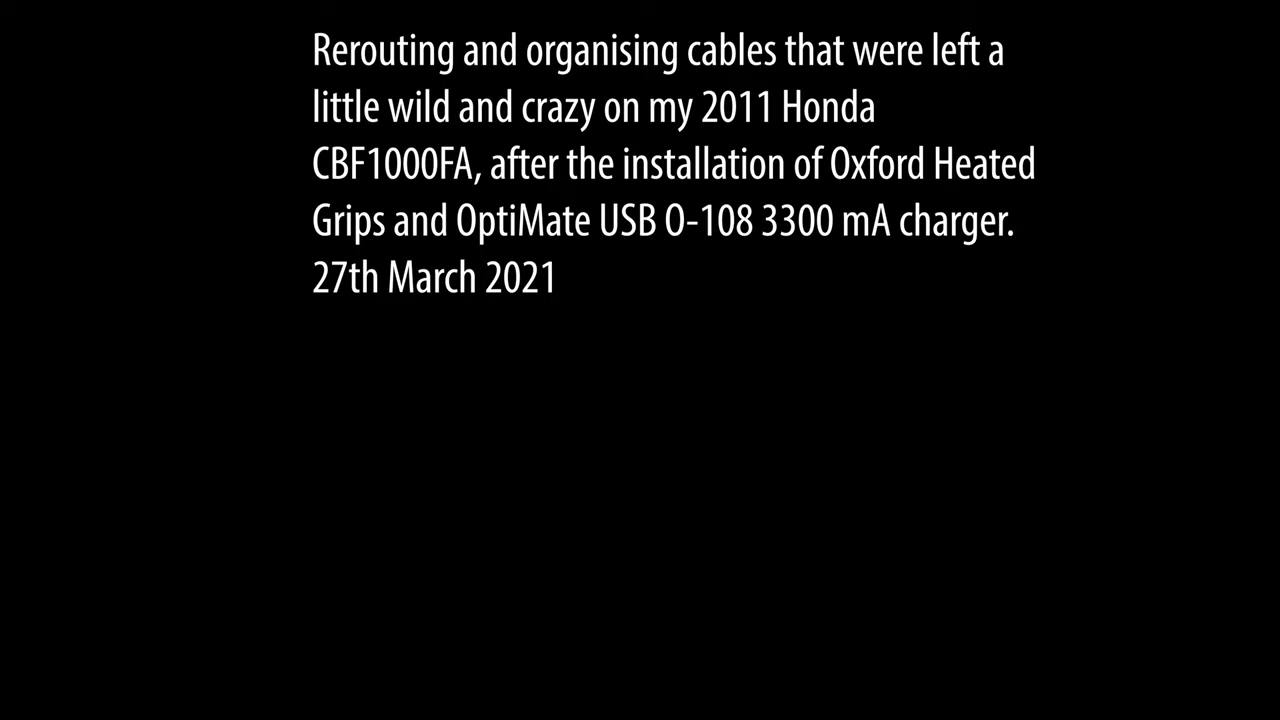 Rerouting and organising cables that were left a
little wild and crazy on my 2011 Honda
CBF1000FA, after the installation of Oxford Heated
Grips and OptiMate USB O-108 3300 mA charger.
27th March 2021